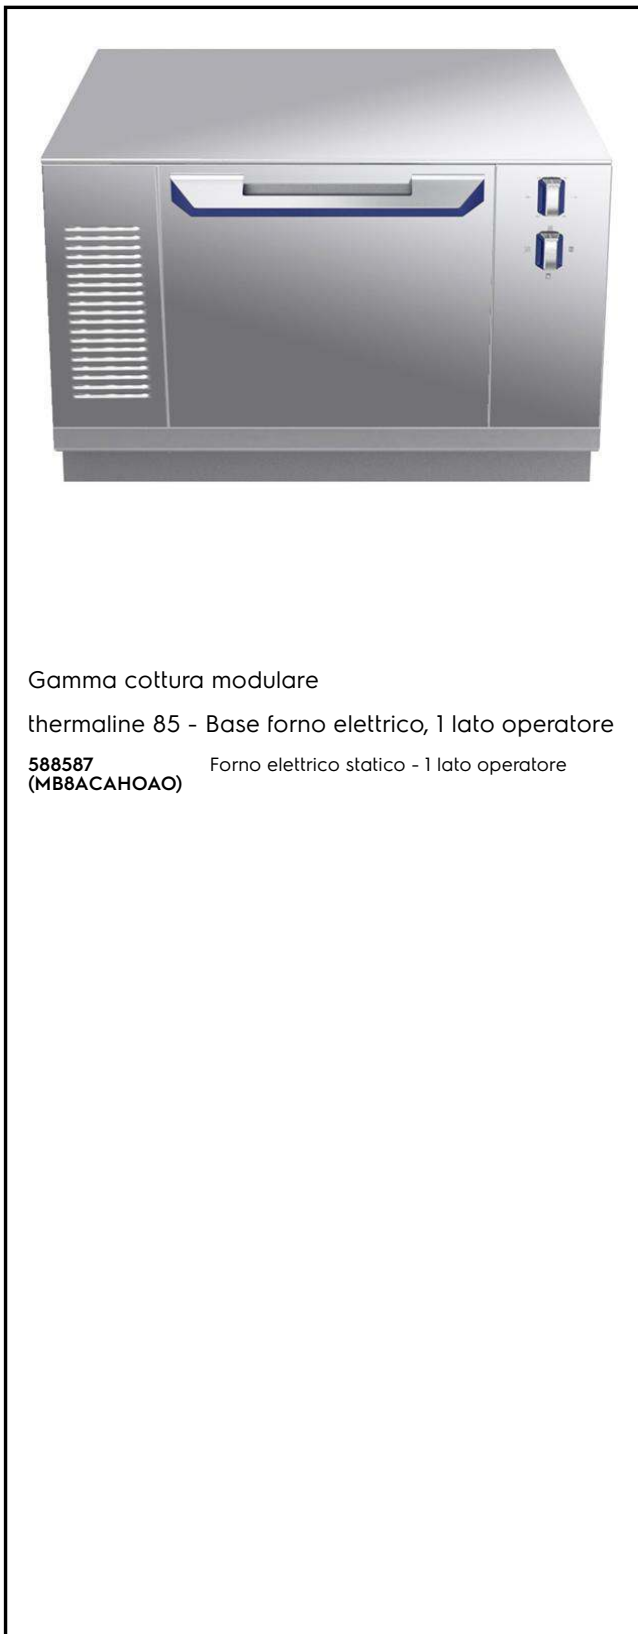 Gamma cottura modulare
thermaline 85 - Base forno elettrico, 1 lato operatore
588587 Forno elettrico statico - 1 lato operatore
(MB8ACAHOAO)